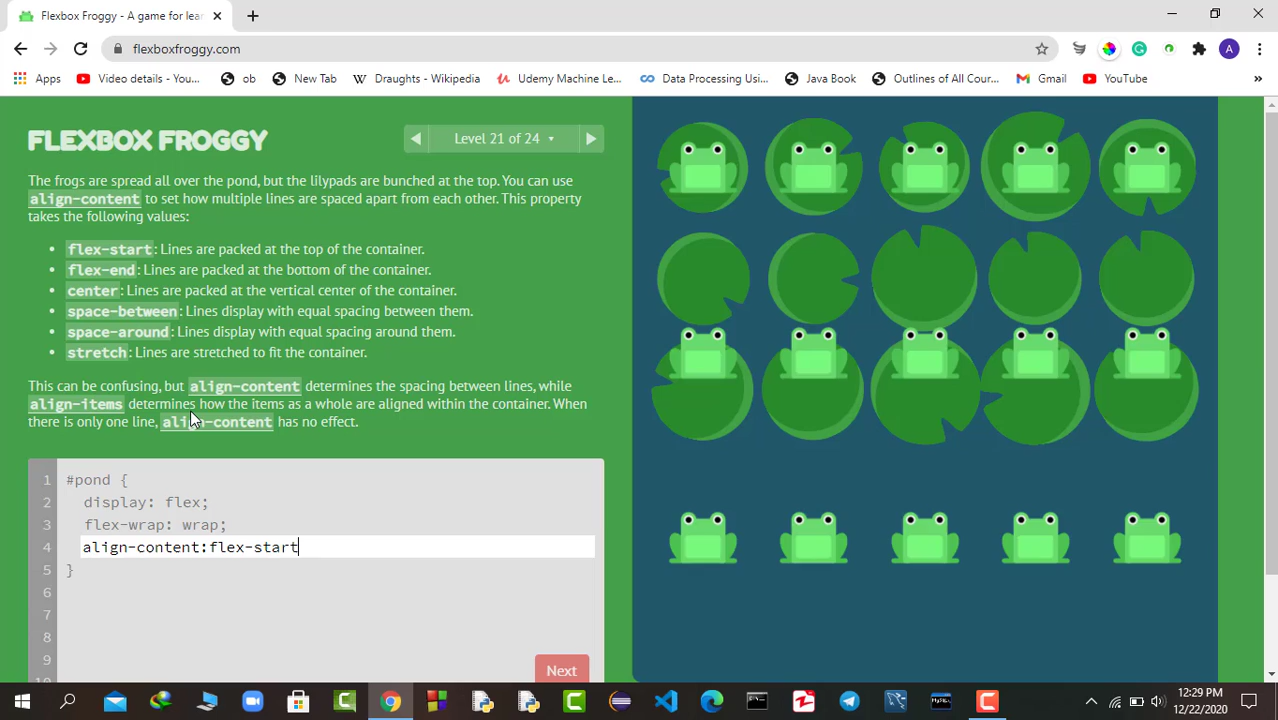 Flexbox Froggy - A game for lear
flexboxfroggy.com
A
Apps
Video details - You...
ob
New Tab
Draughts - Wikipedia
Udemy Machine Le...
Data Processing Usi...
Java Book
Outlines of All Cour...
Gmail
YouTube
»
FLEXBOX FROGGY
Level 21 of 24
The frogs are spread all over the pond, but the lilypads are bunched at the top. You can use
align-content to set how multiple lines are spaced apart from each other. This property
takes the following values:
• flex-start: Lines are packed at the top of the container.
• flex-end: Lines are packed at the bottom of the container.
• center: Lines are packed at the vertical center of the container.
• space-between: Lines display with equal spacing between them.
• space-around: Lines display with equal spacing around them.
• stretch: Lines are stretched to fit the container.
This can be confusing, but align-content determines the spacing between lines, while
align-items determines how the items as a whole are aligned within the container. When
there is only one line, align-content has no effect.
1 #pond {
2 display: flex;
3 flex-wrap: wrap;
4 align-content:flex-start
5 }
6
7
8
9
Next
12:29 PM
12/22/2020